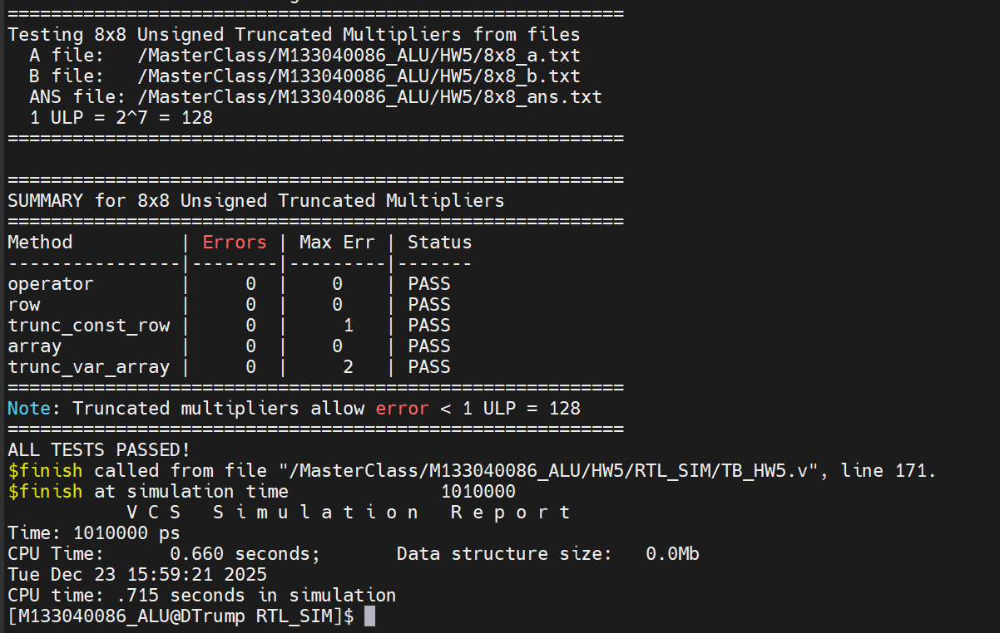 =========================================================
Testing 8x8 Unsigned Truncated Multipliers from files
  A file:   /MasterClass/M133040086_ALU/HW5/8x8_a.txt
  B file:   /MasterClass/M133040086_ALU/HW5/8x8_b.txt
  ANS file: /MasterClass/M133040086_ALU/HW5/8x8_ans.txt
  1 ULP = 2^7 = 128
=========================================================
=========================================================
SUMMARY for 8x8 Unsigned Truncated Multipliers
=========================================================
Method          | Errors | Max Err | Status
----------------|--------|---------|-------
operator        |     0  |    0    | PASS
row             |     0  |    0    | PASS
trunc_const_row |     0  |     1   | PASS
array           |     0  |    0    | PASS
trunc_var_array |     0  |     2   | PASS
=========================================================
Note: Truncated multipliers allow error < 1 ULP = 128
=========================================================
ALL TESTS PASSED!
$finish called from file "/MasterClass/M133040086_ALU/HW5/RTL_SIM/TB_HW5.v", line 171.
$finish at simulation time              1010000
           V C S   S i m u l a t i o n   R e p o r t
Time: 1010000 ps
CPU Time:      0.660 seconds;       Data structure size:   0.0Mb
Tue Dec 23 15:59:21 2025
CPU time: .715 seconds in simulation
[M133040086_ALU@DTrump RTL_SIM]$